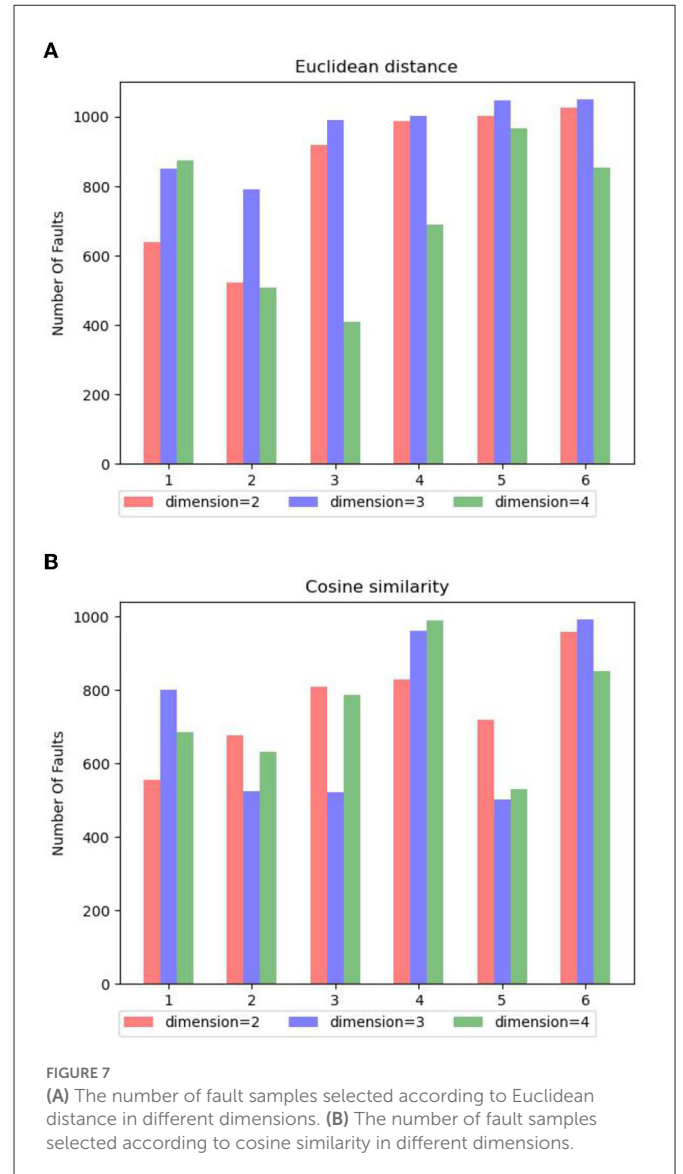 A
Euclidean distance
Number Of Faults
1000
800
600
400
200
0
1 2 3 4 5 6
dimension=2 dimension=3 dimension=4
B
Cosine similarity
Number Of Faults
1000
800
600
400
200
0
1 2 3 4 5 6
dimension=2 dimension=3 dimension=4
FIGURE 7
(A) The number of fault samples selected according to Euclidean
distance in different dimensions. (B) The number of fault samples
selected according to cosine similarity in different dimensions.